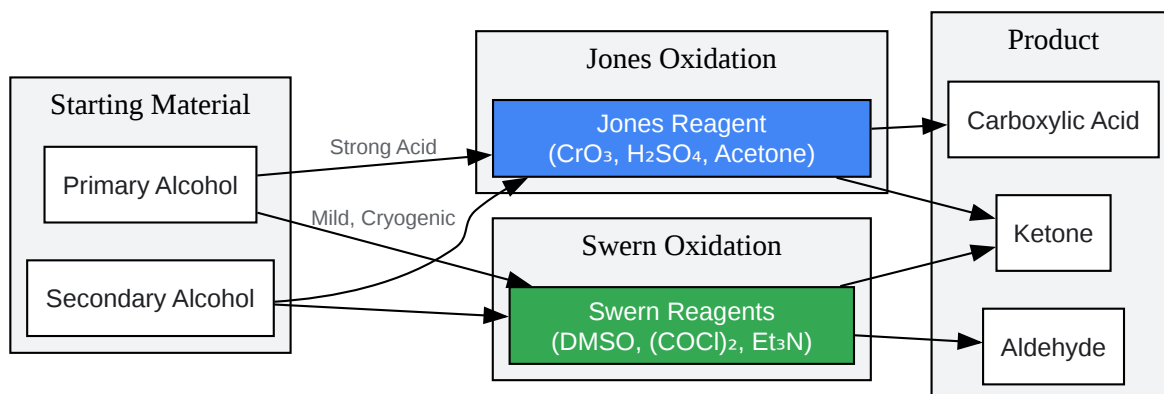 Starting Material
Primary Alcohol
Secondary Alcohol
Strong Acid
Mild, Cryogenic
Jones Oxidation
Jones Reagent
(CrO₃, H₂SO₄, Acetone)
Swern Oxidation
Swern Reagents
(DMSO, (COCl)₂, Et₃N)
Product
Carboxylic Acid
Ketone
Aldehyde